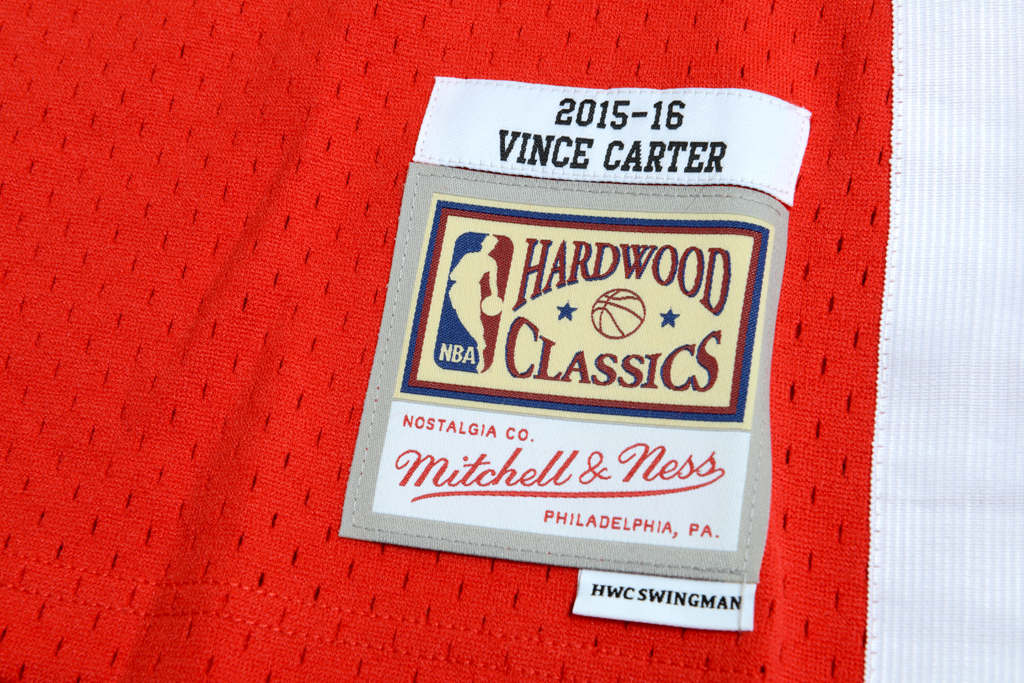 2015-16
VINCE CARTER
HARDWOOD
CLASSICS
NBA
NOSTALGIA CO.
Mitchell & Ness
PHILADELPHIA, PA.
HWC SWINGMAN